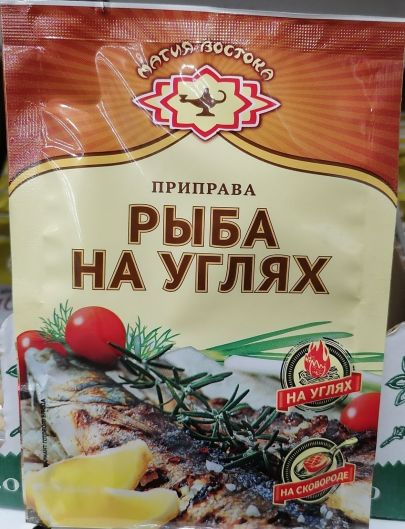 МАГИЯ ВОСТОКА
ПРИПРАВА
РЫБА
НА УГЛЯХ
НА УГЛЯХ
НА СКОВОРОДЕ